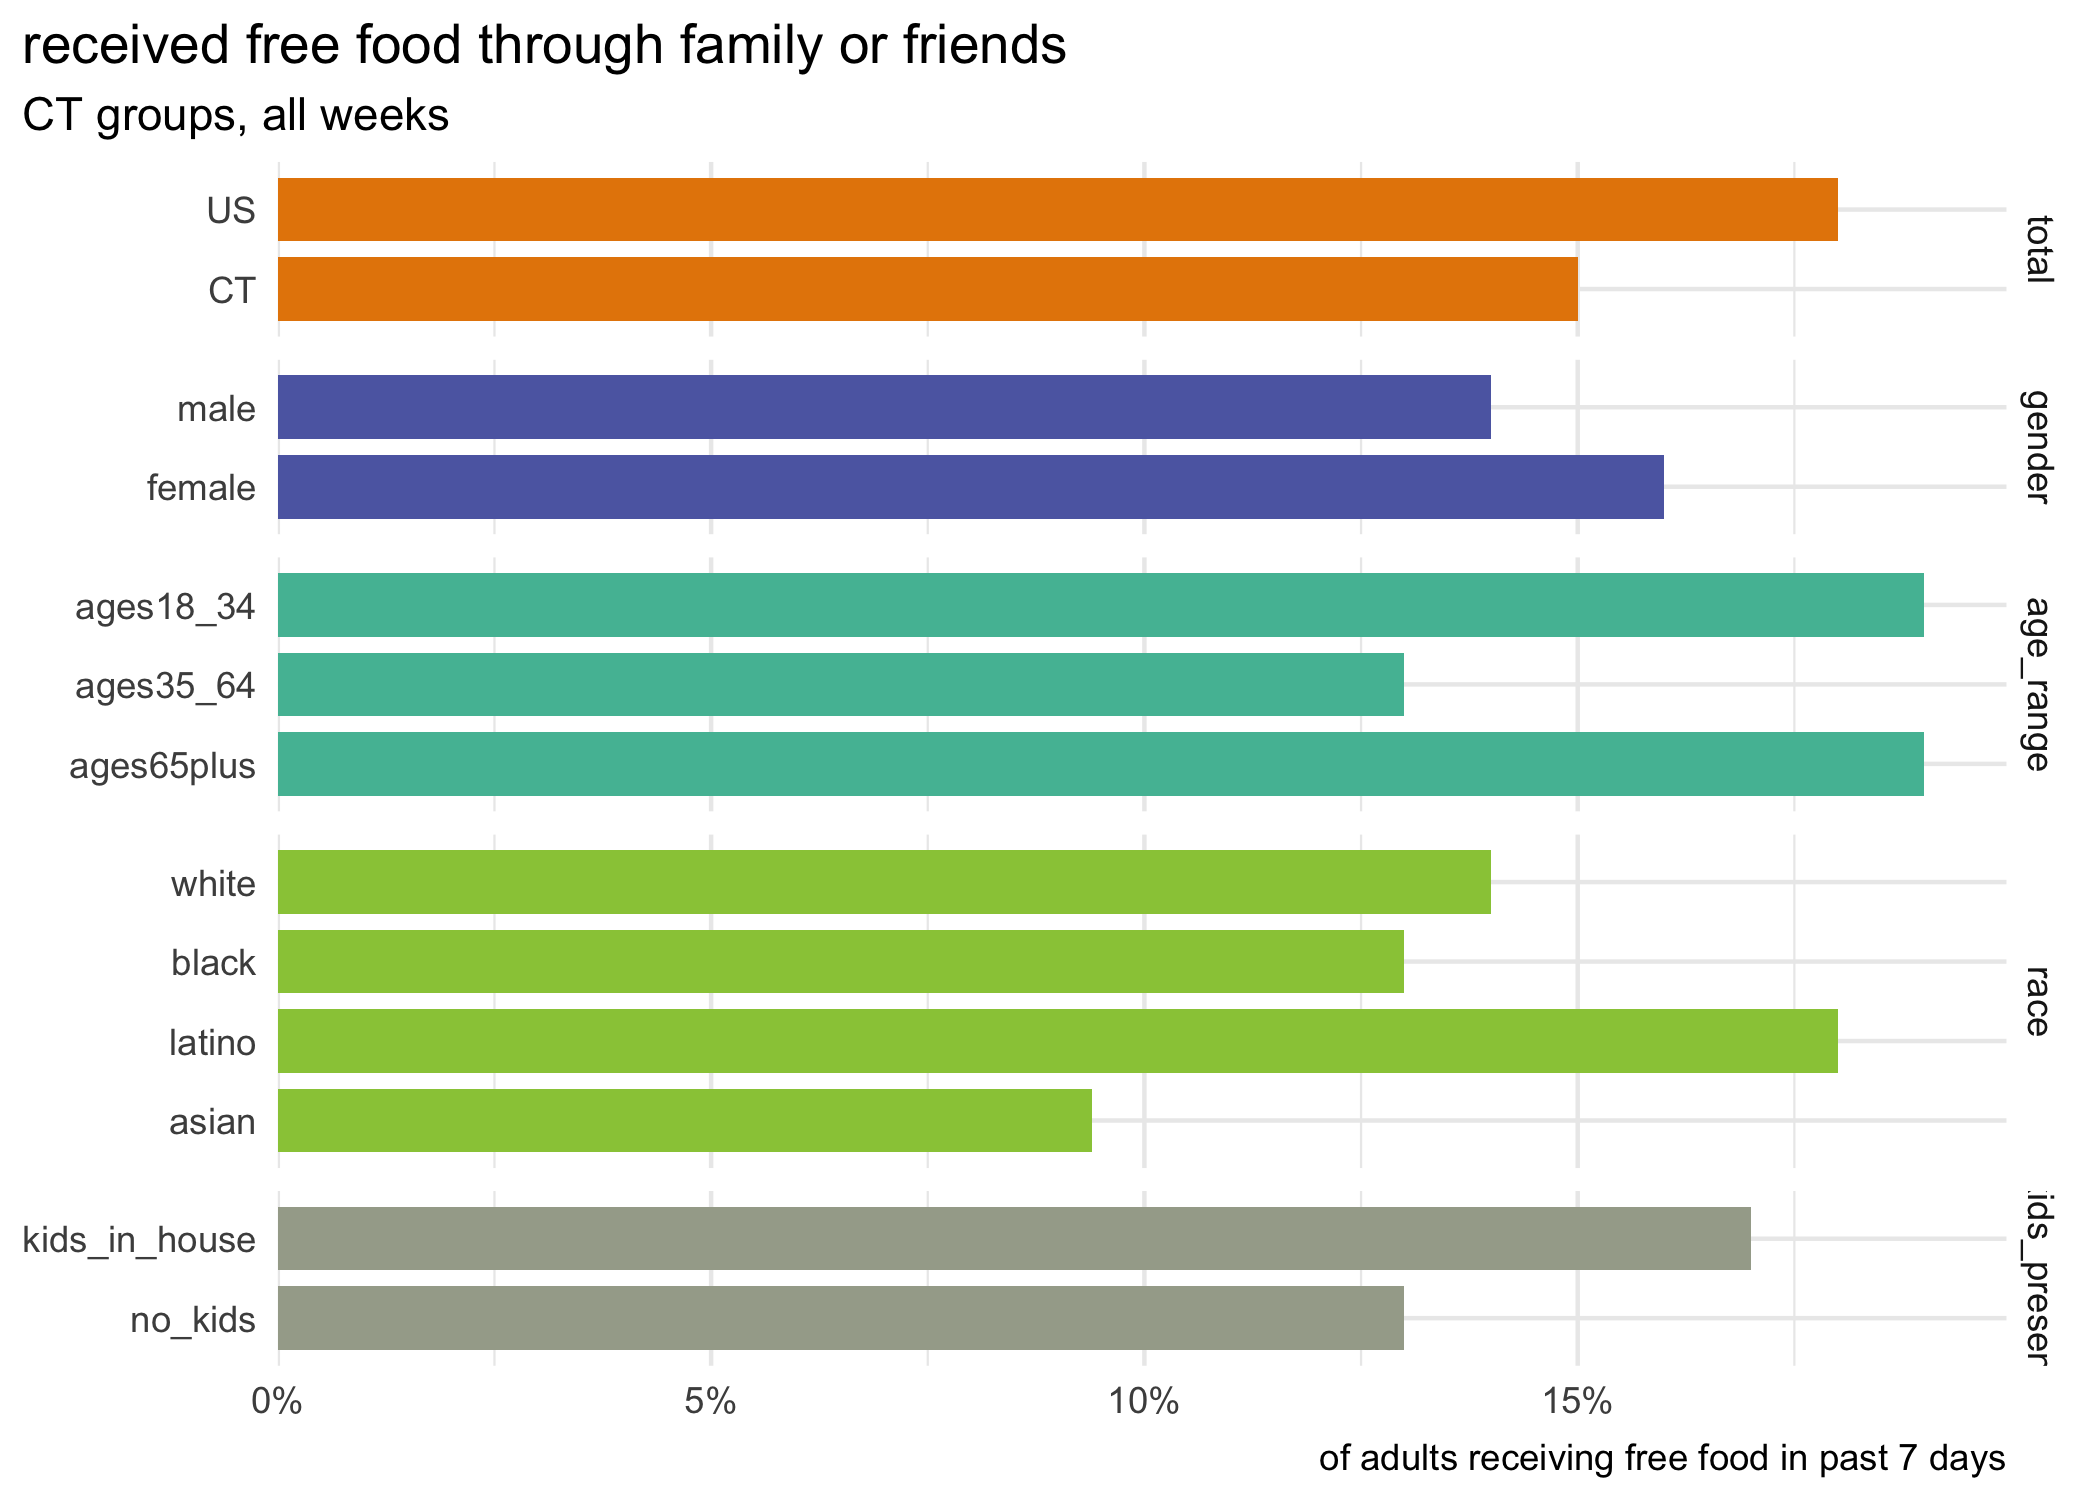 received free food through family or friends
CT groups, all weeks
US
CT
total
male
female
gender
ages18_34
ages35_64
ages65plus
age_range
white
black
latino
asian
race
kids_in_house
no_kids
ids_preser
0%
5%
10%
15%
of adults receiving free food in past 7 days